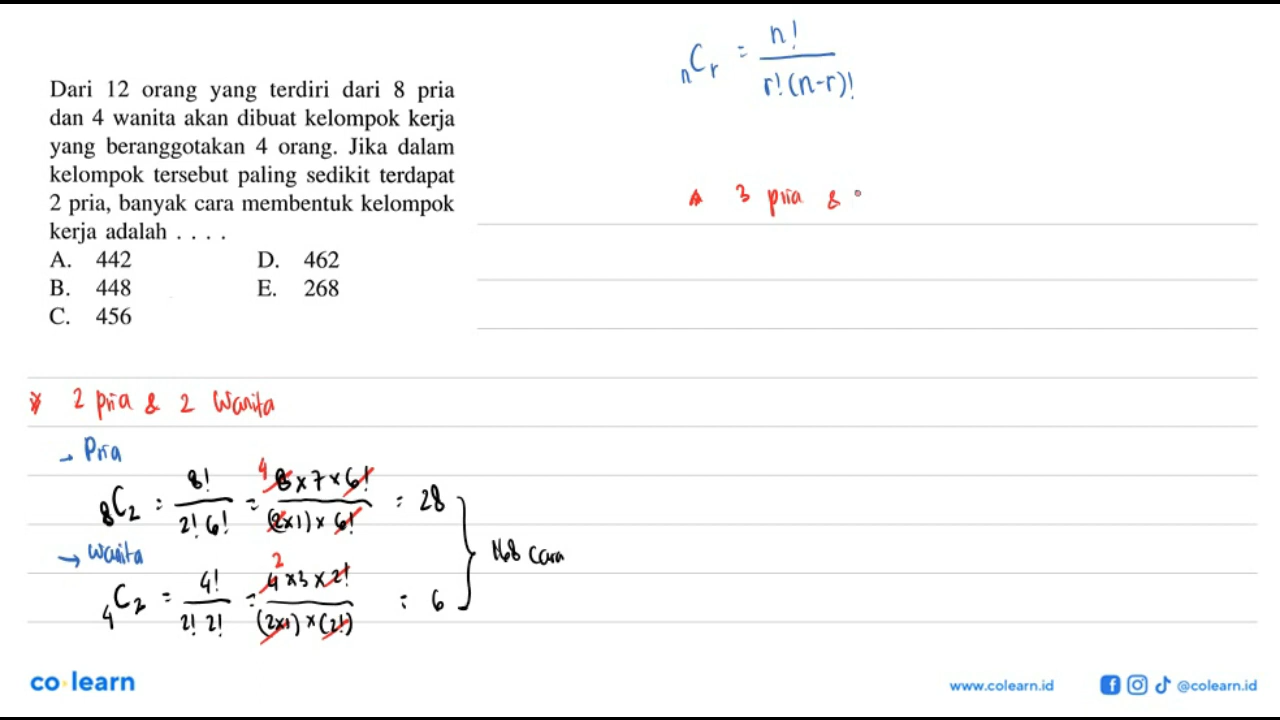 Dari 12 orang yang terdiri dari 8 pria
dan 4 wanita akan dibuat kelompok kerja
yang beranggotakan 4 orang. Jika dalam
kelompok tersebut paling sedikit terdapat
2 pria, banyak cara membentuk kelompok
kerja adalah . . . .
A. 442 D. 462
B. 448 E. 268
C. 456
nCr = n! / r!(n-r)!
3 pria &
2 pria & 2 Wanita
→ Pria
8C2 = 8! / 2! 6! = 4 8 x 7 x 6! / (2x1) x 6! = 28
→ Wanita
4C2 = 4! / 2! 2! = 2 4 x 3 x 2! / (2x1) x (2!) = 6
168 cara
co·learn
www.colearn.id
@colearn.id